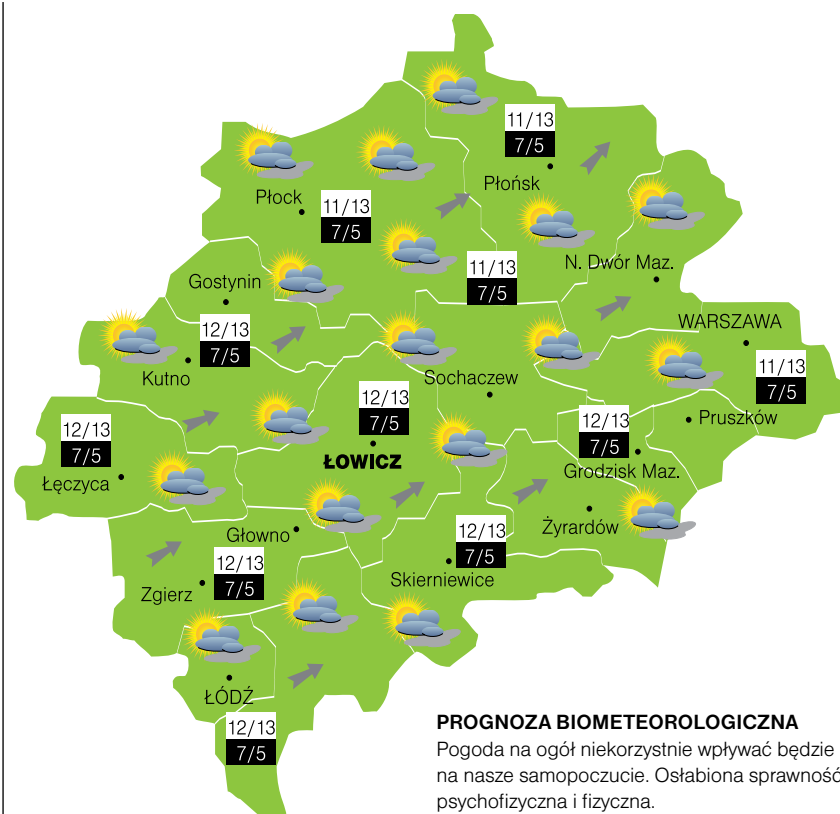 11/13
7/5
Płońsk
Płock
11/13
7/5
N. Dwór Maz.
11/13
7/5
Gostynin
WARSZAWA
12/13
7/5
Kutno
Sochaczew
11/13
7/5
12/13
7/5
ŁOWICZ
12/13
7/5
Pruszków
Grodzisk Maz.
12/13
7/5
Łęczyca
Głowno
Żyrardów
12/13
7/5
Skierniewice
12/13
7/5
Zgierz
ŁÓDŹ
12/13
7/5
PROGNOZA BIOMETEOROLOGICZNA
Pogoda na ogół niekorzystnie wpływać będzie
na nasze samopoczucie. Osłabiona sprawność
psychofizyczna i fizyczna.